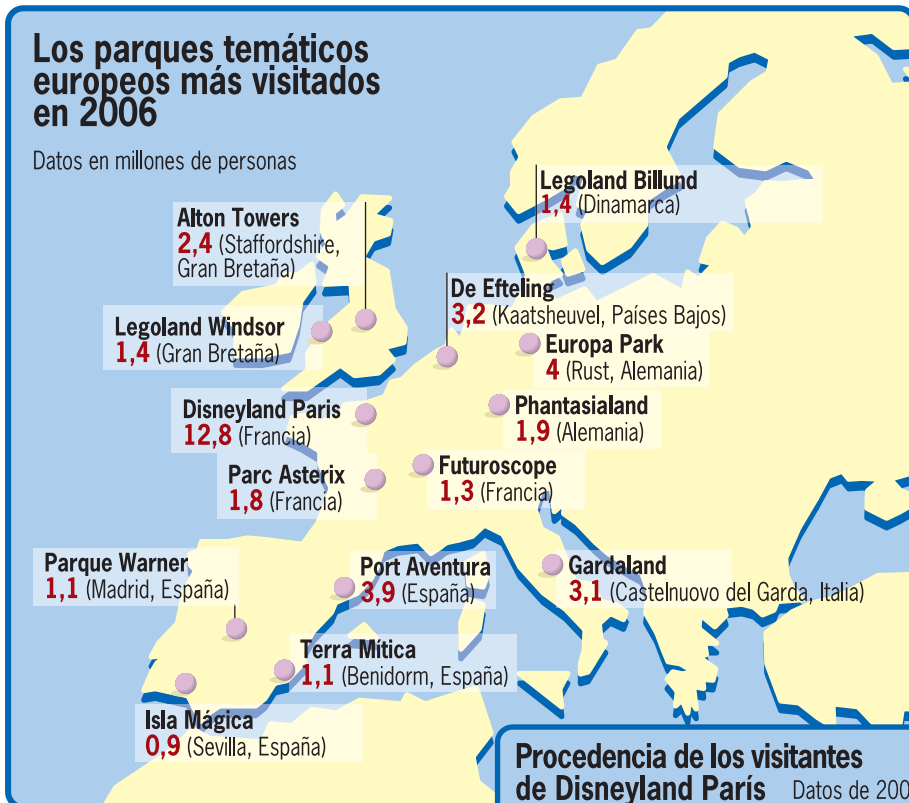 Los parques temáticos
europeos más visitados
en 2006
Datos en millones de personas
Legoland Billund
1,4 (Dinamarca)
Alton Towers
2,4 (Staffordshire,
Gran Bretaña)
De Efteling
3,2 (Kaatsheuvel, Países Bajos)
Legoland Windsor
1,4 (Gran Bretaña)
Europa Park
4 (Rust, Alemania)
Disneyland Paris
12,8 (Francia)
Phantasialand
1,9 (Alemania)
Parc Asterix
1,8 (Francia)
Futuroscope
1,3 (Francia)
Parque Warner
1,1 (Madrid, España)
Port Aventura
3,9 (España)
Gardaland
3,1 (Castelnuovo del Garda, Italia)
Terra Mítica
1,1 (Benidorm, España)
Isla Mágica
0,9 (Sevilla, España)
Procedencia de los visitantes
de Disneyland París Datos de 200